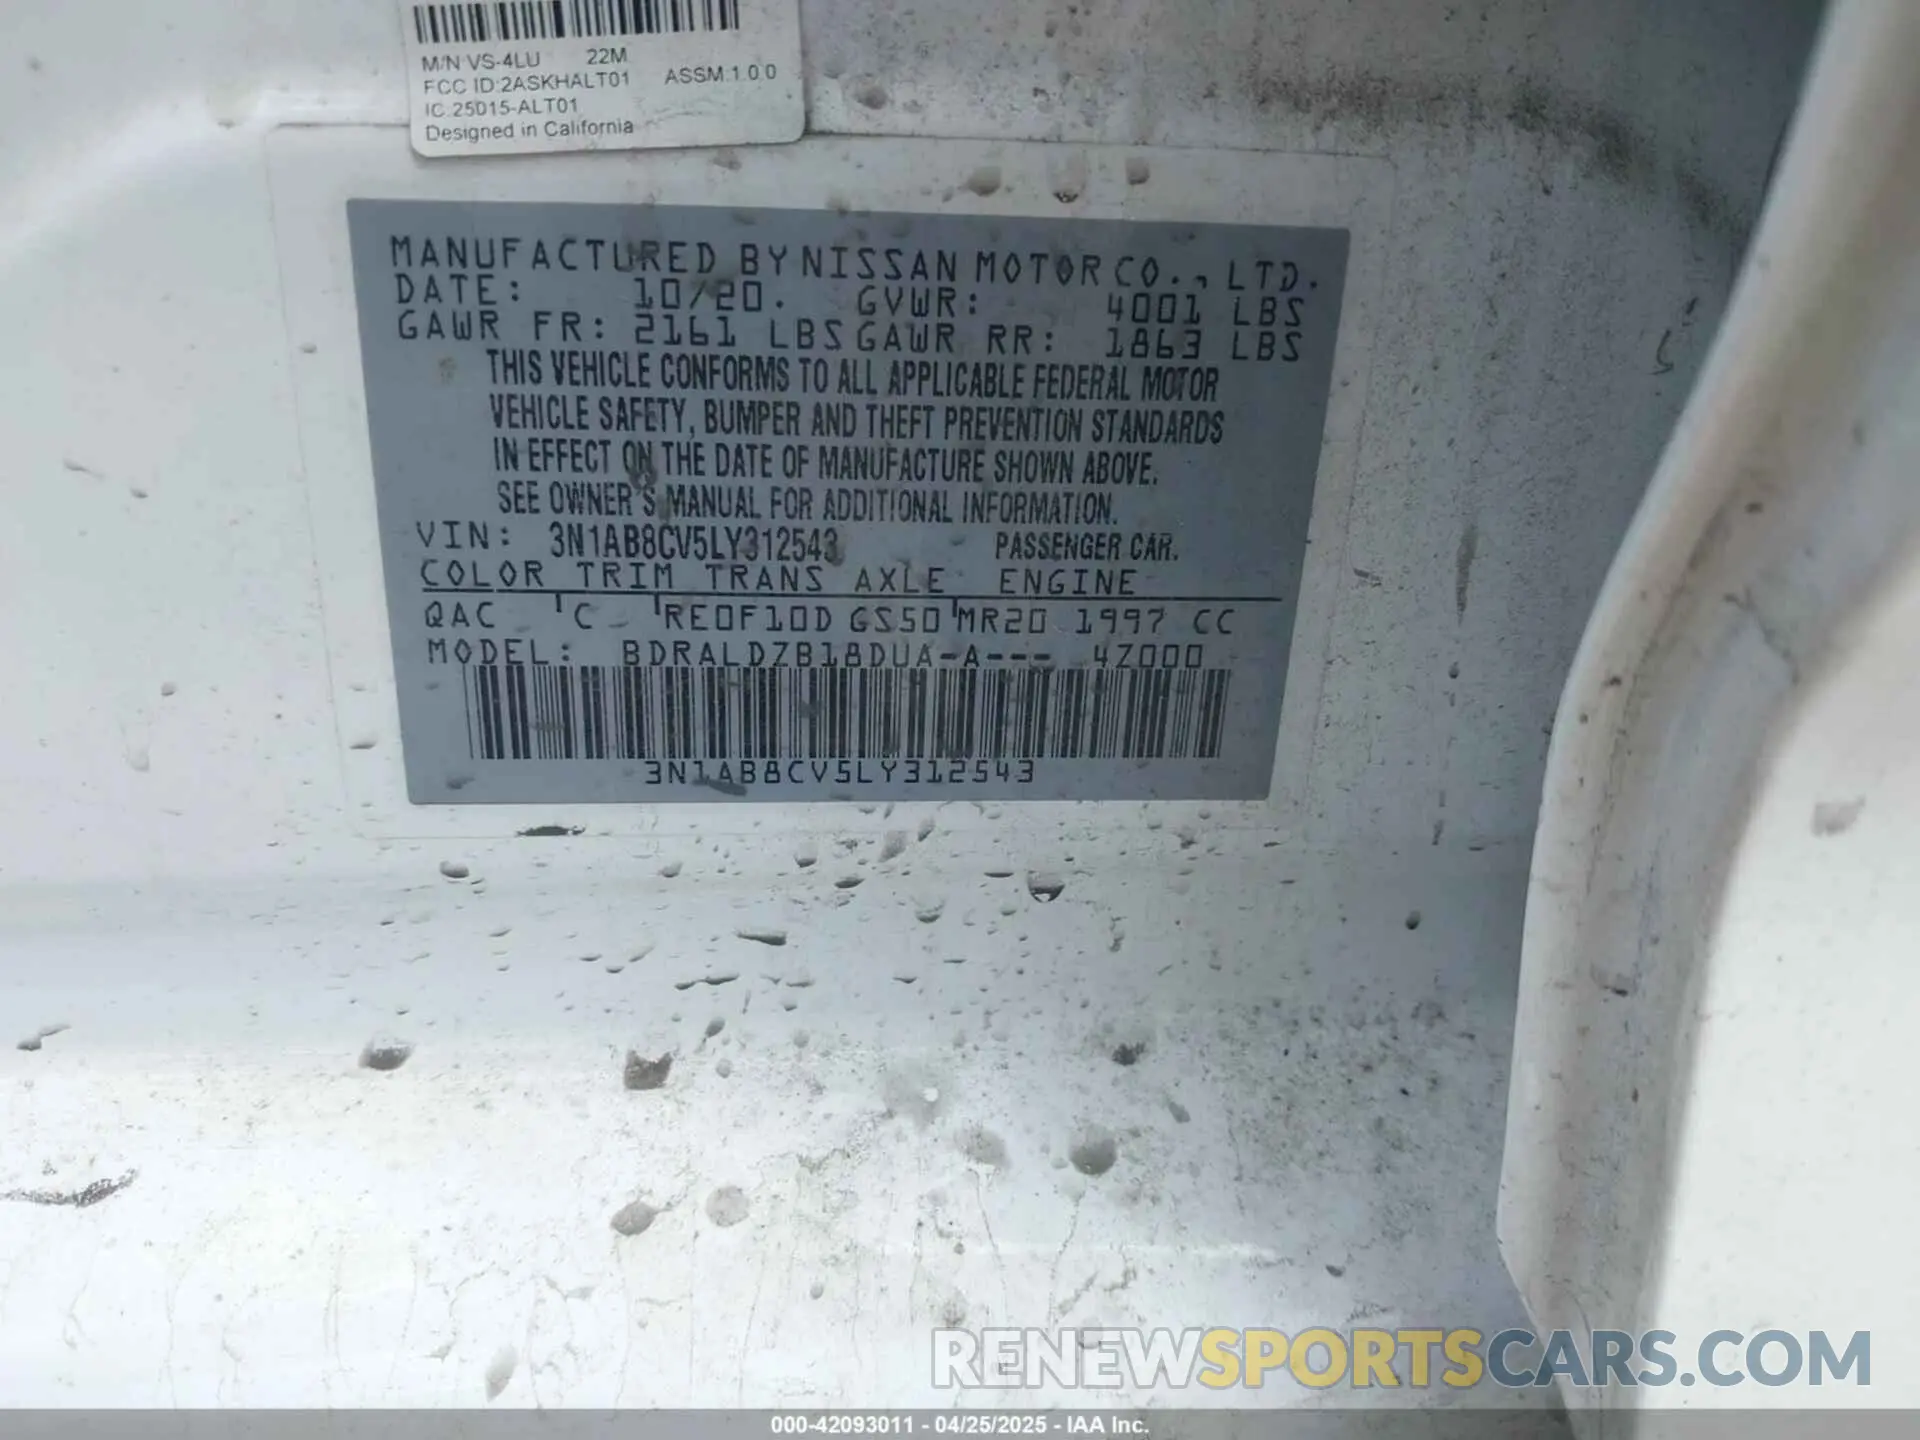 M/N VS-4LU 22M
FCC ID:2ASKHALT01 ASSM:1.0.0
IC:25015-ALT01
Designed in California
MANUFACTURED BY NISSAN MOTOR CO., LTD.
DATE: 10/20. GVWR: 4001 LBS
GAWR FR: 2161 LBS GAWR RR: 1863 LBS
THIS VEHICLE CONFORMS TO ALL APPLICABLE FEDERAL MOTOR
VEHICLE SAFETY, BUMPER AND THEFT PREVENTION STANDARDS
IN EFFECT ON THE DATE OF MANUFACTURE SHOWN ABOVE.
SEE OWNER'S MANUAL FOR ADDITIONAL INFORMATION.
VIN: 3N1AB8CV5LY312543 PASSENGER CAR.
COLOR TRIM TRANS AXLE ENGINE
QAC C RE0F10D GS50 MR20 1997 CC
MODEL: BDRALDZB18DUA-A--- 4Z000
3N1AB8CV5LY312543
RENEWSPORTSCARS.COM
000-42093011 - 04/25/2025 - IAA Inc.